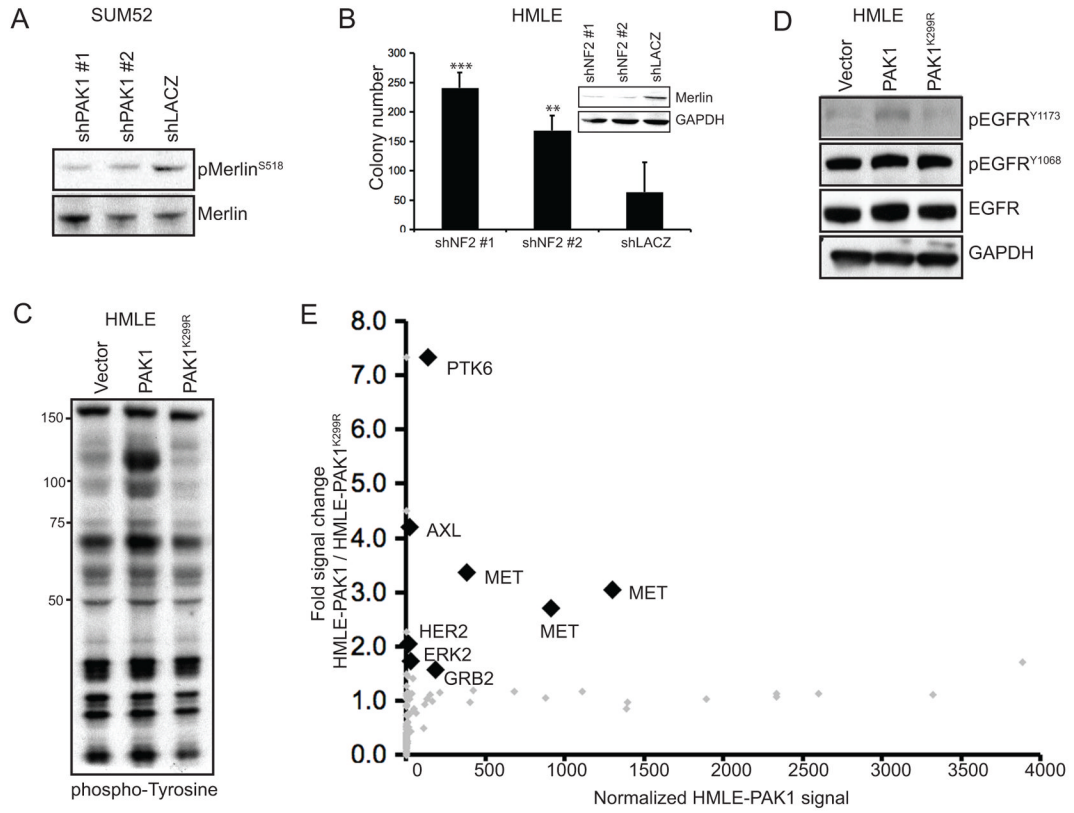 A
SUM52
shPAK1 #1
shPAK1 #2
shLACZ
pMerlinS518
Merlin
B
HMLE
Colony number
300
250
200
150
100
50
0
***
**
shNF2 #1
shNF2 #2
shLACZ
shNF2 #1
shNF2 #2
shLACZ
Merlin
GAPDH
C
HMLE
Vector
PAK1
PAK1K299R
150
100
75
50
phospho-Tyrosine
D
HMLE
Vector
PAK1
PAK1K299R
pEGFRY1173
pEGFRY1068
EGFR
GAPDH
E
Fold signal change
HMLE-PAK1 / HMLE-PAK1K299R
8.0
7.0
6.0
5.0
4.0
3.0
2.0
1.0
0.0
PTK6
AXL
MET
MET
MET
HER2
ERK2
GRB2
0
500
1000
1500
2000
2500
3000
3500
4000
Normalized HMLE-PAK1 signal